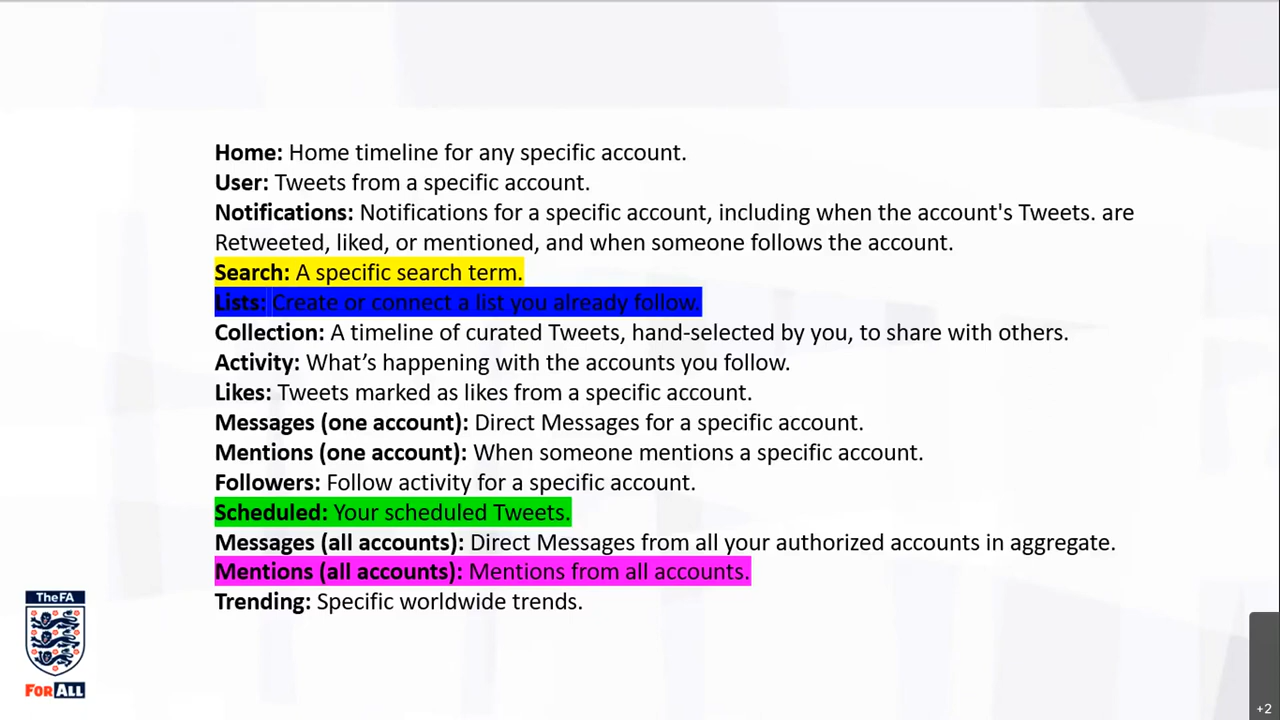 Home: Home timeline for any specific account.
User: Tweets from a specific account.
Notifications: Notifications for a specific account, including when the account's Tweets. are
Retweeted, liked, or mentioned, and when someone follows the account.
Search: A specific search term.
Lists: Create or connect a list you already follow.
Collection: A timeline of curated Tweets, hand-selected by you, to share with others.
Activity: What’s happening with the accounts you follow.
Likes: Tweets marked as likes from a specific account.
Messages (one account): Direct Messages for a specific account.
Mentions (one account): When someone mentions a specific account.
Followers: Follow activity for a specific account.
Scheduled: Your scheduled Tweets.
Messages (all accounts): Direct Messages from all your authorized accounts in aggregate.
Mentions (all accounts): Mentions from all accounts.
Trending: Specific worldwide trends.
The FA
FOR ALL
+2